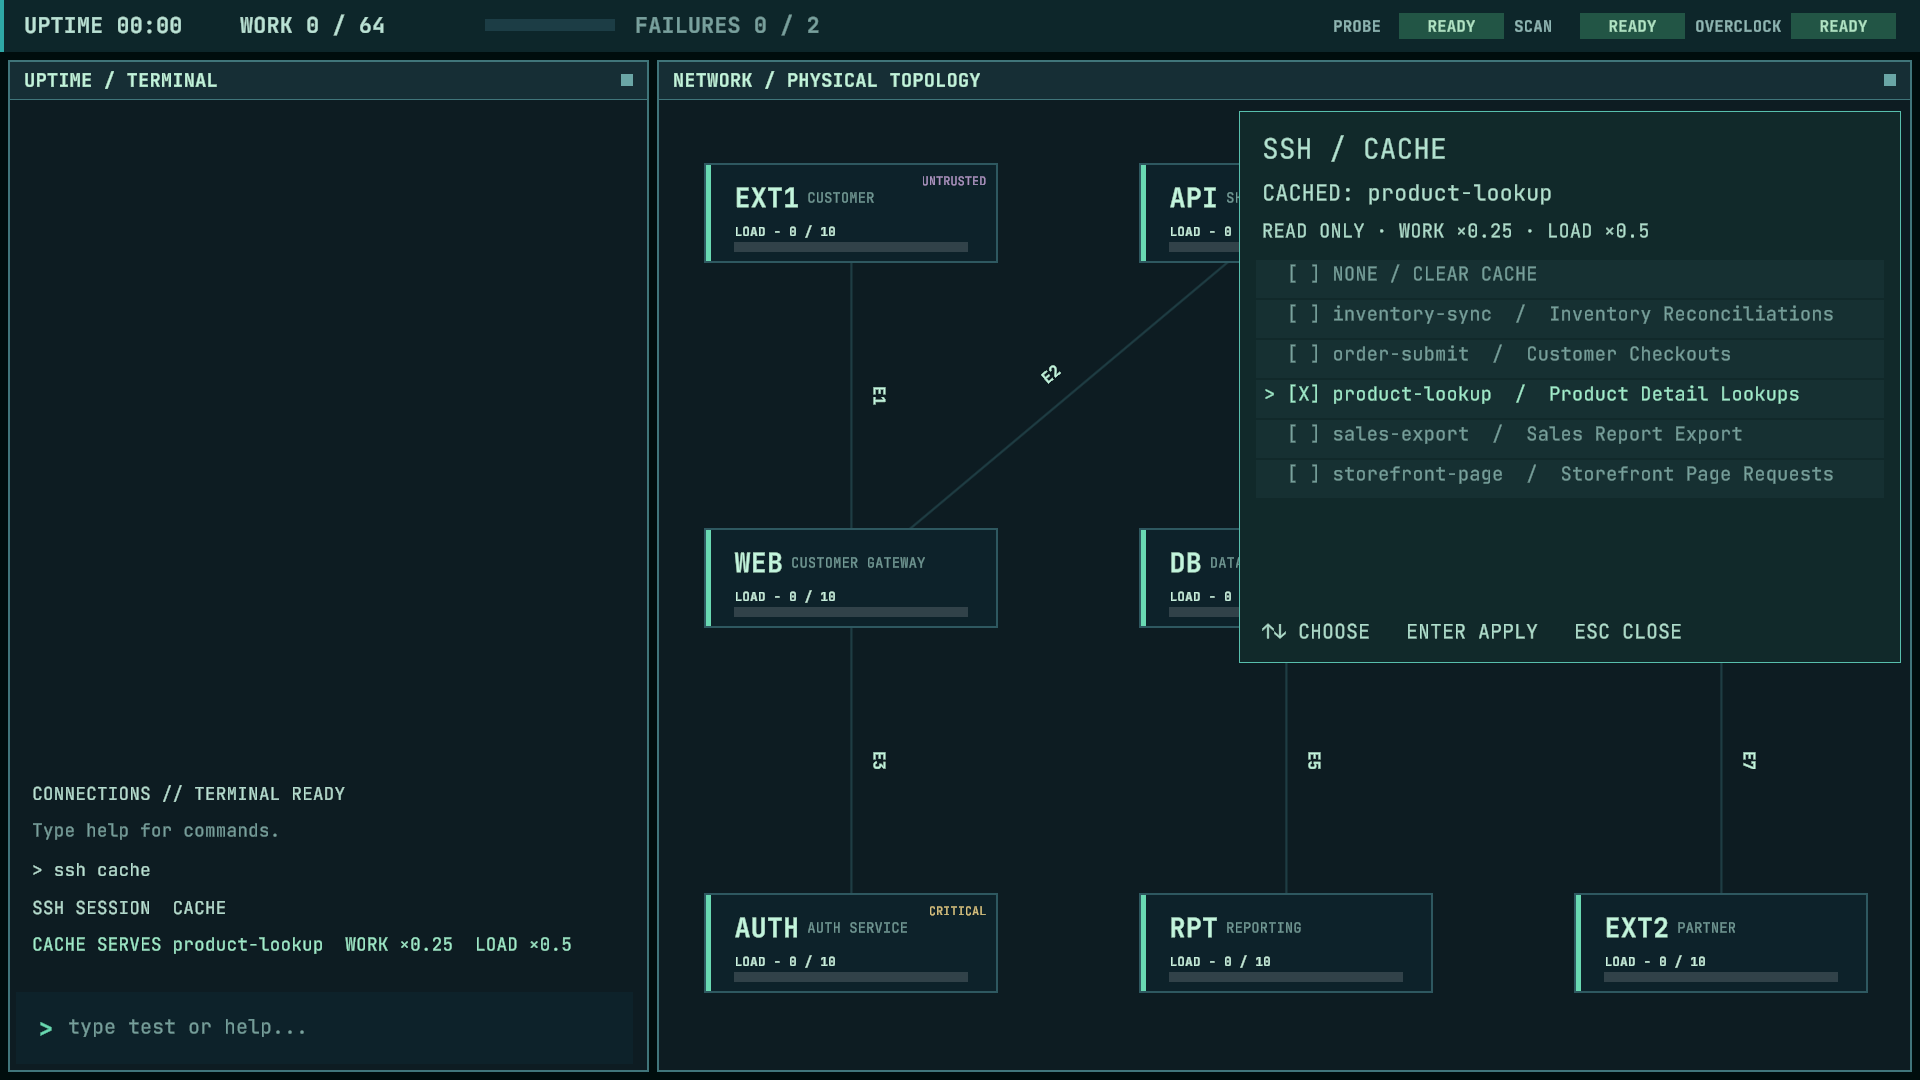 UPTIME 00:00
WORK 0 / 64
FAILURES 0 / 2
PROBE READY SCAN READY OVERCLOCK READY
UPTIME / TERMINAL
CONNECTIONS // TERMINAL READY
Type help for commands.
> ssh cache
SSH SESSION CACHE
CACHE SERVES product-lookup WORK ×0.25 LOAD ×0.5
> type test or help...
NETWORK / PHYSICAL TOPOLOGY
EXT1 CUSTOMER
UNTRUSTED
LOAD - 0 / 10
API
LOAD - 0
E1
E2
WEB CUSTOMER GATEWAY
LOAD - 0 / 10
DB
LOAD - 0
E3
E5
E7
AUTH AUTH SERVICE
CRITICAL
LOAD - 0 / 10
RPT REPORTING
LOAD - 0 / 10
EXT2 PARTNER
LOAD - 0 / 10
SSH / CACHE
CACHED: product-lookup
READ ONLY · WORK ×0.25 · LOAD ×0.5
[ ] NONE / CLEAR CACHE
[ ] inventory-sync / Inventory Reconciliations
[ ] order-submit / Customer Checkouts
> [X] product-lookup / Product Detail Lookups
[ ] sales-export / Sales Report Export
[ ] storefront-page / Storefront Page Requests
↑↓ CHOOSE ENTER APPLY ESC CLOSE